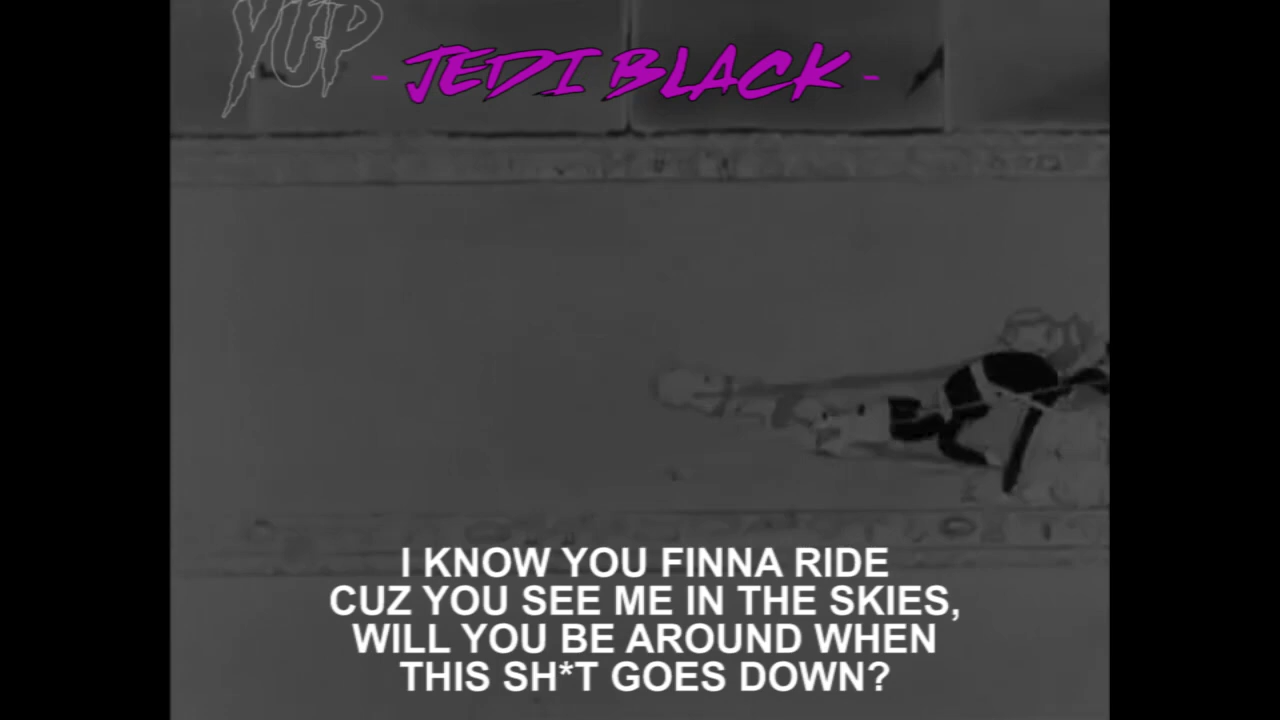 YUP
- JEDI BLACK -
I KNOW YOU FINNA RIDE
CUZ YOU SEE ME IN THE SKIES,
WILL YOU BE AROUND WHEN
THIS SH*T GOES DOWN?